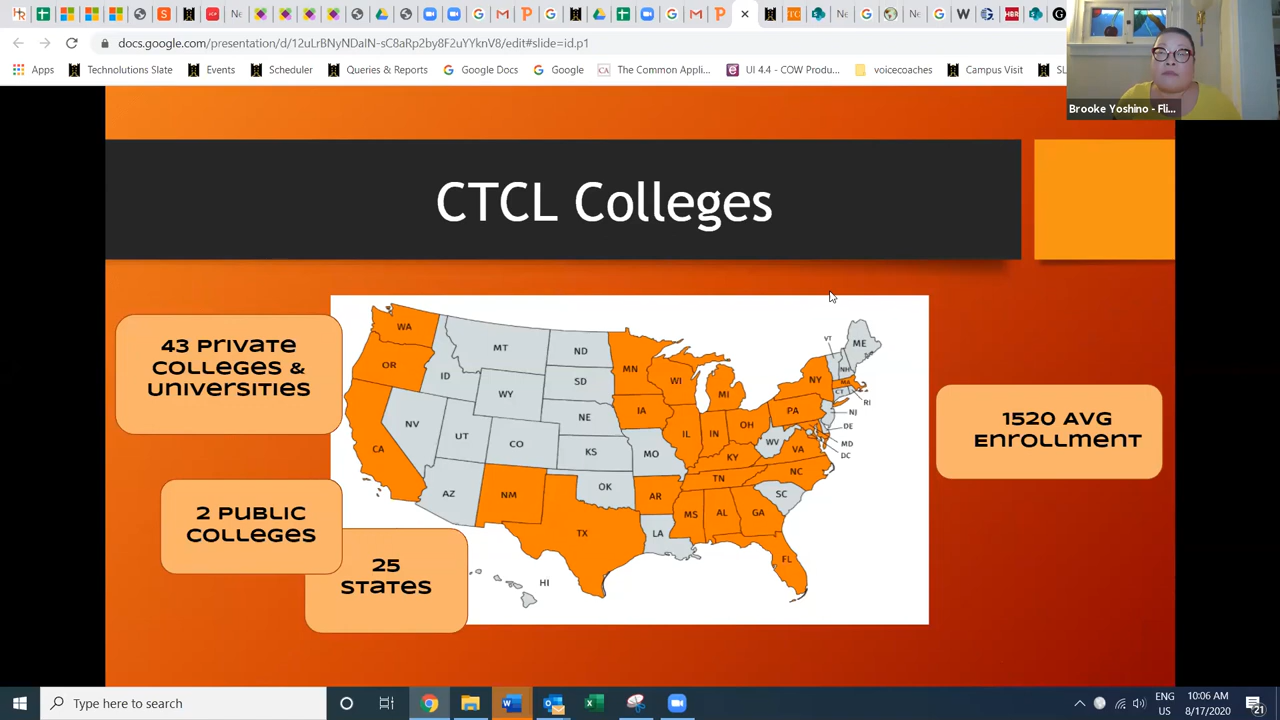 Ne
Ne
Ne
docs.google.com/presentation/d/12uLrBNyNDaIN-sC8aRp2by8F2uYYknV8/edit#slide=id.p1
Apps
Technolutions Slate
Events
Scheduler
Queries & Reports
Google Docs
Google
The Common Appli...
UI 4.4 - COW Produ...
voicecoaches
Campus Visit
SL
Brooke Yoshino - Fli...
CTCL Colleges
43 Private
Colleges &
Universities
2 Public
Colleges
25
States
1520 Avg
Enrollment
WA
MT
ND
MN
VT
ME
OR
ID
SD
WI
MI
NY
NH
MA
CT
RI
WY
NE
IA
PA
NJ
NV
UT
CO
KS
MO
IL
IN
OH
WV
VA
DE
MD
DC
CA
KY
NC
AZ
NM
OK
AR
TN
SC
TX
LA
MS
AL
GA
FL
HI
Type here to search
ENG
US
10:06 AM
8/17/2020
21